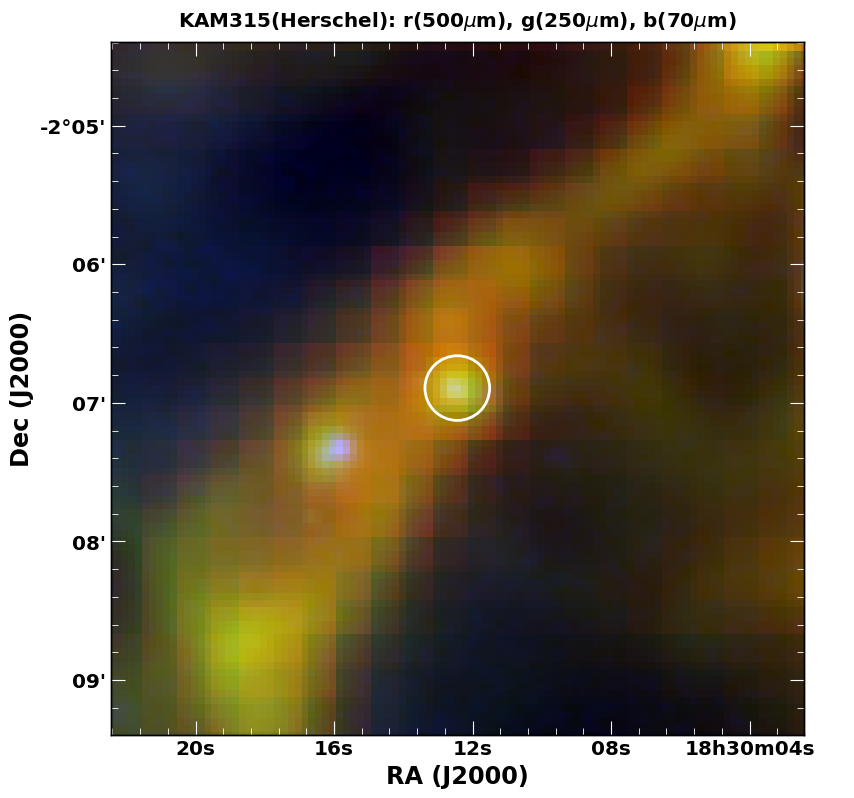 KAM315(Herschel): r(500μm), g(250μm), b(70μm)
Dec (J2000)
-2°05'
06'
07'
08'
09'
20s 16s 12s 08s 18h30m04s
RA (J2000)